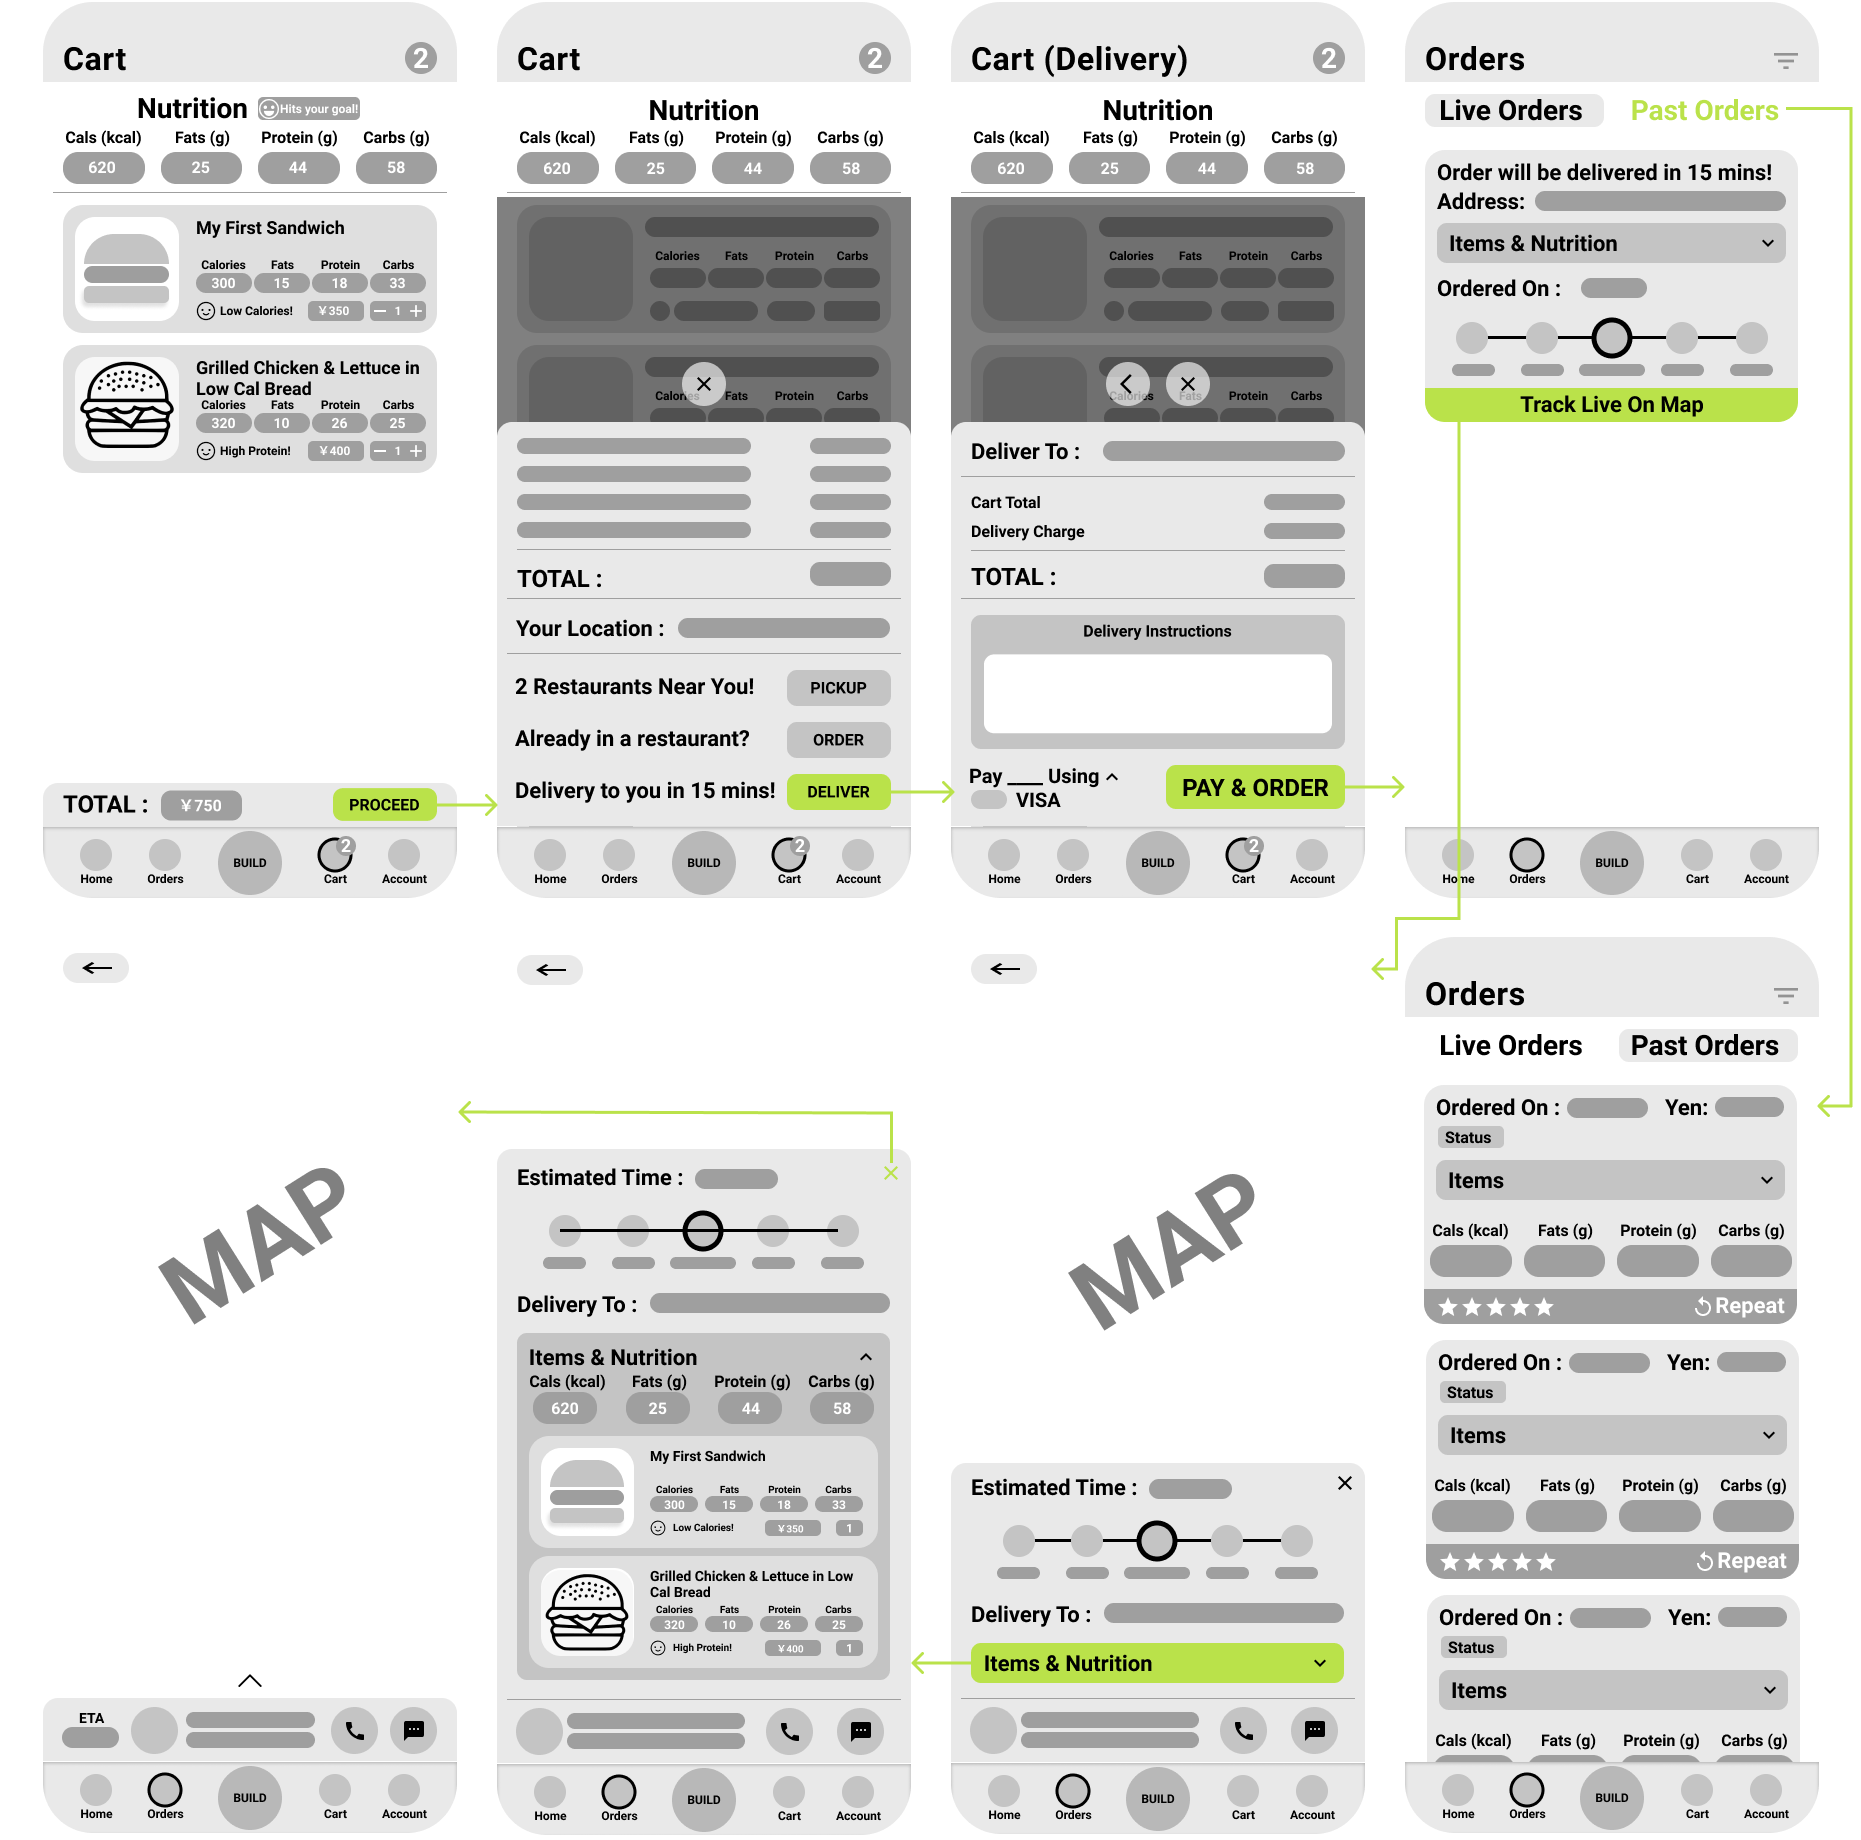 Cart
2
Nutrition
Hits your goal!
Cals (kcal) Fats (g) Protein (g) Carbs (g)
620 25 44 58
My First Sandwich
Calories Fats Protein Carbs
300 15 18 33
Low Calories! ¥350 — 1 +
Grilled Chicken & Lettuce in
Low Cal Bread
Calories Fats Protein Carbs
320 10 26 25
High Protein! ¥400 — 1 +
TOTAL : ¥750 PROCEED
2
BUILD
Home Orders Cart Account
Cart
2
Nutrition
Cals (kcal) Fats (g) Protein (g) Carbs (g)
620 25 44 58
Calories Fats Protein Carbs
Calories Fats Protein Carbs
TOTAL :
Your Location :
2 Restaurants Near You! PICKUP
Already in a restaurant? ORDER
Delivery to you in 15 mins! DELIVER
2
BUILD
Home Orders Cart Account
Cart (Delivery)
2
Nutrition
Cals (kcal) Fats (g) Protein (g) Carbs (g)
620 25 44 58
Calories Fats Protein Carbs
Calories Fats Protein Carbs
Deliver To :
Cart Total
Delivery Charge
TOTAL :
Delivery Instructions
Pay ___ Using
VISA
PAY & ORDER
2
BUILD
Home Orders Cart Account
Orders
Live Orders Past Orders
Order will be delivered in 15 mins!
Address:
Items & Nutrition
Ordered On :
Track Live On Map
BUILD
Home Orders Cart Account
MAP
ETA
BUILD
Home Orders Cart Account
Estimated Time :
Delivery To :
Items & Nutrition
Cals (kcal) Fats (g) Protein (g) Carbs (g)
620 25 44 58
My First Sandwich
Calories Fats Protein Carbs
300 15 18 33
Low Calories! ¥350 1
Grilled Chicken & Lettuce in Low
Cal Bread
Calories Fats Protein Carbs
320 10 26 25
High Protein! ¥400 1
BUILD
Home Orders Cart Account
MAP
Estimated Time :
Delivery To :
Items & Nutrition
BUILD
Home Orders Cart Account
Orders
Live Orders Past Orders
Ordered On : Yen:
Status
Items
Cals (kcal) Fats (g) Protein (g) Carbs (g)
Repeat
Ordered On : Yen:
Status
Items
Cals (kcal) Fats (g) Protein (g) Carbs (g)
Repeat
Ordered On : Yen:
Status
Items
Cals (kcal) Fats (g) Protein (g) Carbs (g)
BUILD
Home Orders Cart Account